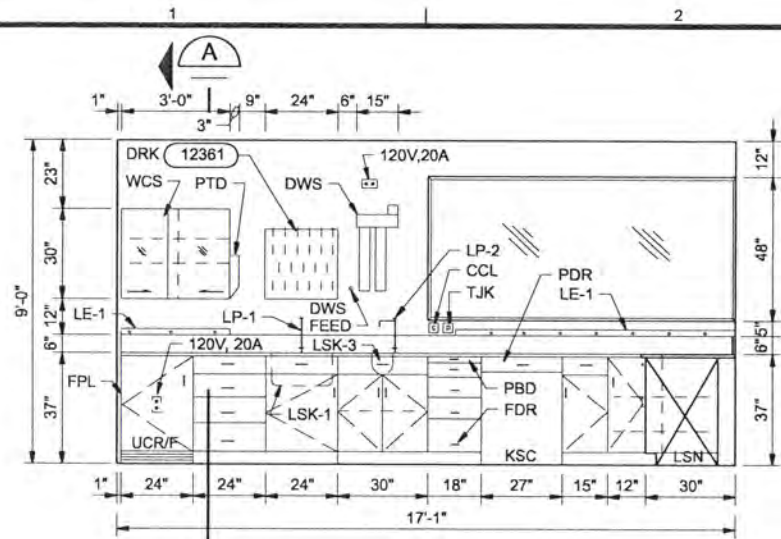 1 2
A
1" 3'-0" 9" 24" 6" 15"
3"
DRK 12361 120V,20A
WCS PTD DWS
23" 12"
30" 48"
LP-2
CCL
TJK PDR
LE-1
9'-0" 12" LE-1 LP-1 DWS FEED 5"
6" 120V, 20A LSK-3 6"
FPL PBD
37" LSK-1 FDR 37"
UCR/F KSC LSN
1" 24" 24" 24" 30" 18" 27" 15" 12" 30"
17'-1"